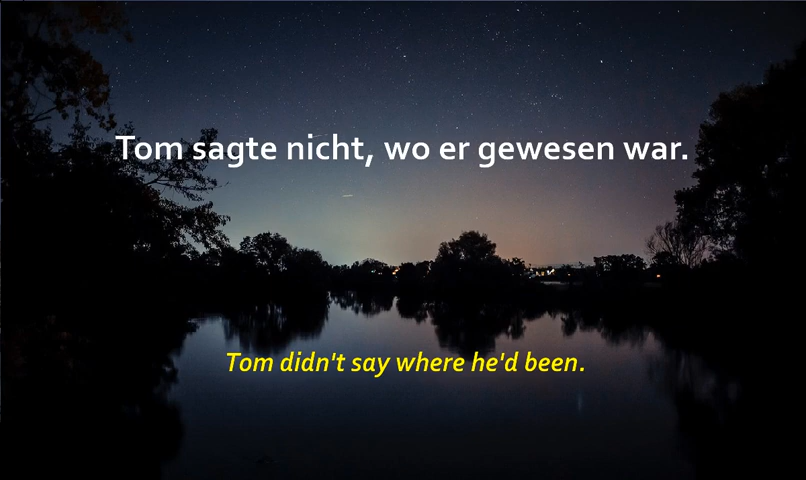 Tom sagte nicht, wo er gewesen war.
Tom didn't say where he'd been.